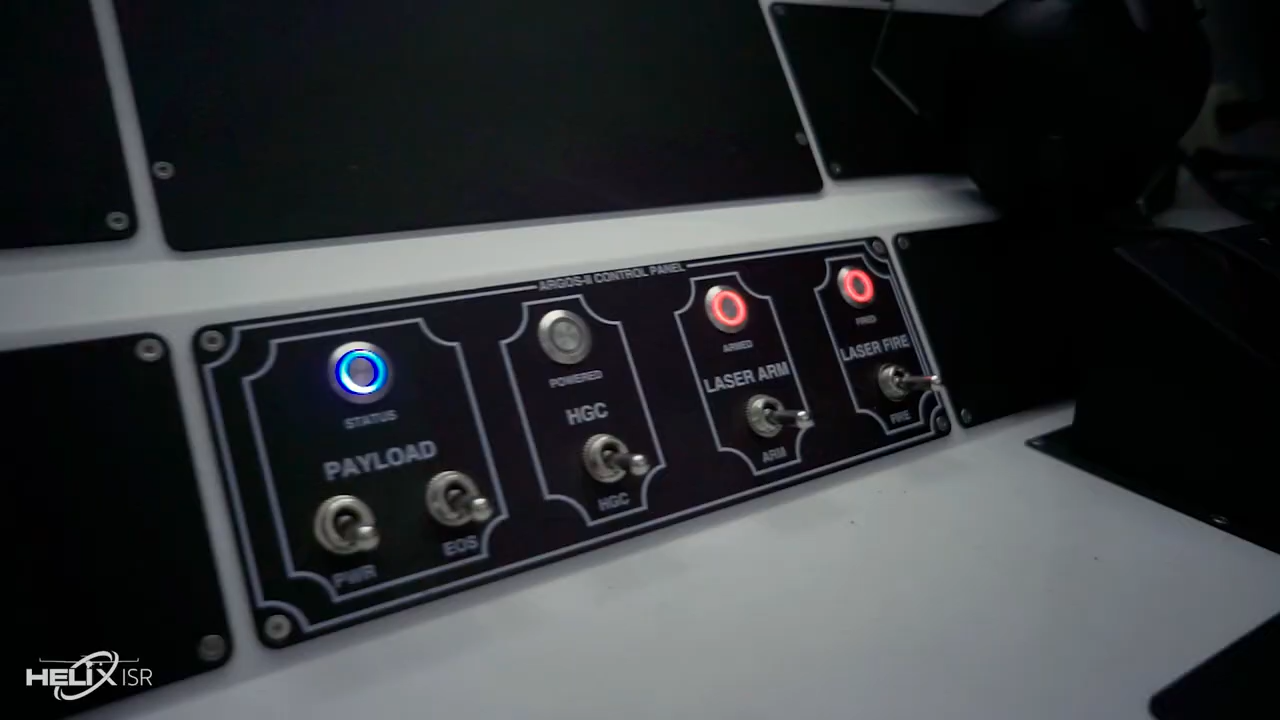 ARGOS-II CONTROL PANEL
STATUS
PAYLOAD
PWR
EOS
POWERED
HGC
HGC
ARMED
LASER ARM
ARM
FIRED
LASER FIRE
FIRE
HELIX ISR